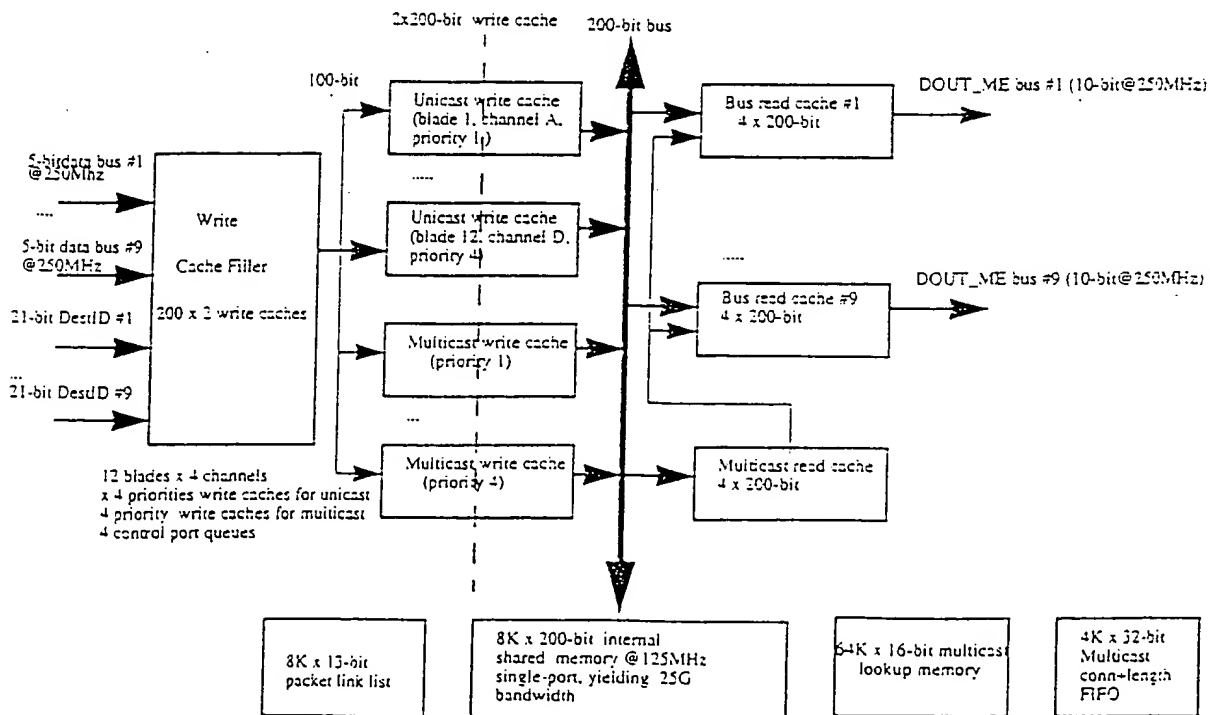 2x200-bit write cache
200-bit bus
100-bit
Unicast write cache
(blade 1, channel A,
priority 1)
.....
Unicast write cache
(blade 12, channel D,
priority 4)
Multicast write cache
(priority 1)
...
Multicast write cache
(priority 4)
5-bitdata bus #1
@250Mhz
....
5-bit data bus #9
@250MHz
21-bit DestID #1
...
21-bit DestID #9
Write
Cache Filler
200 x 2 write caches
12 blades x 4 channels
x 4 priorities write caches for unicast
4 priority write caches for multicast
4 control port queues
Bus read cache #1
4 x 200-bit
DOUT_ME bus #1 (10-bit@250MHz)
.....
Bus read cache #9
4 x 200-bit
DOUT_ME bus #9 (10-bit@250MHz)
Multicast read cache
4 x 200-bit
8K x 13-bit
packet link list
8K x 200-bit internal
shared memory @125MHz
single-port, yielding 25G
bandwidth
64K x 16-bit multicast
lookup memory
4K x 32-bit
Multicast
conn+length
FIFO